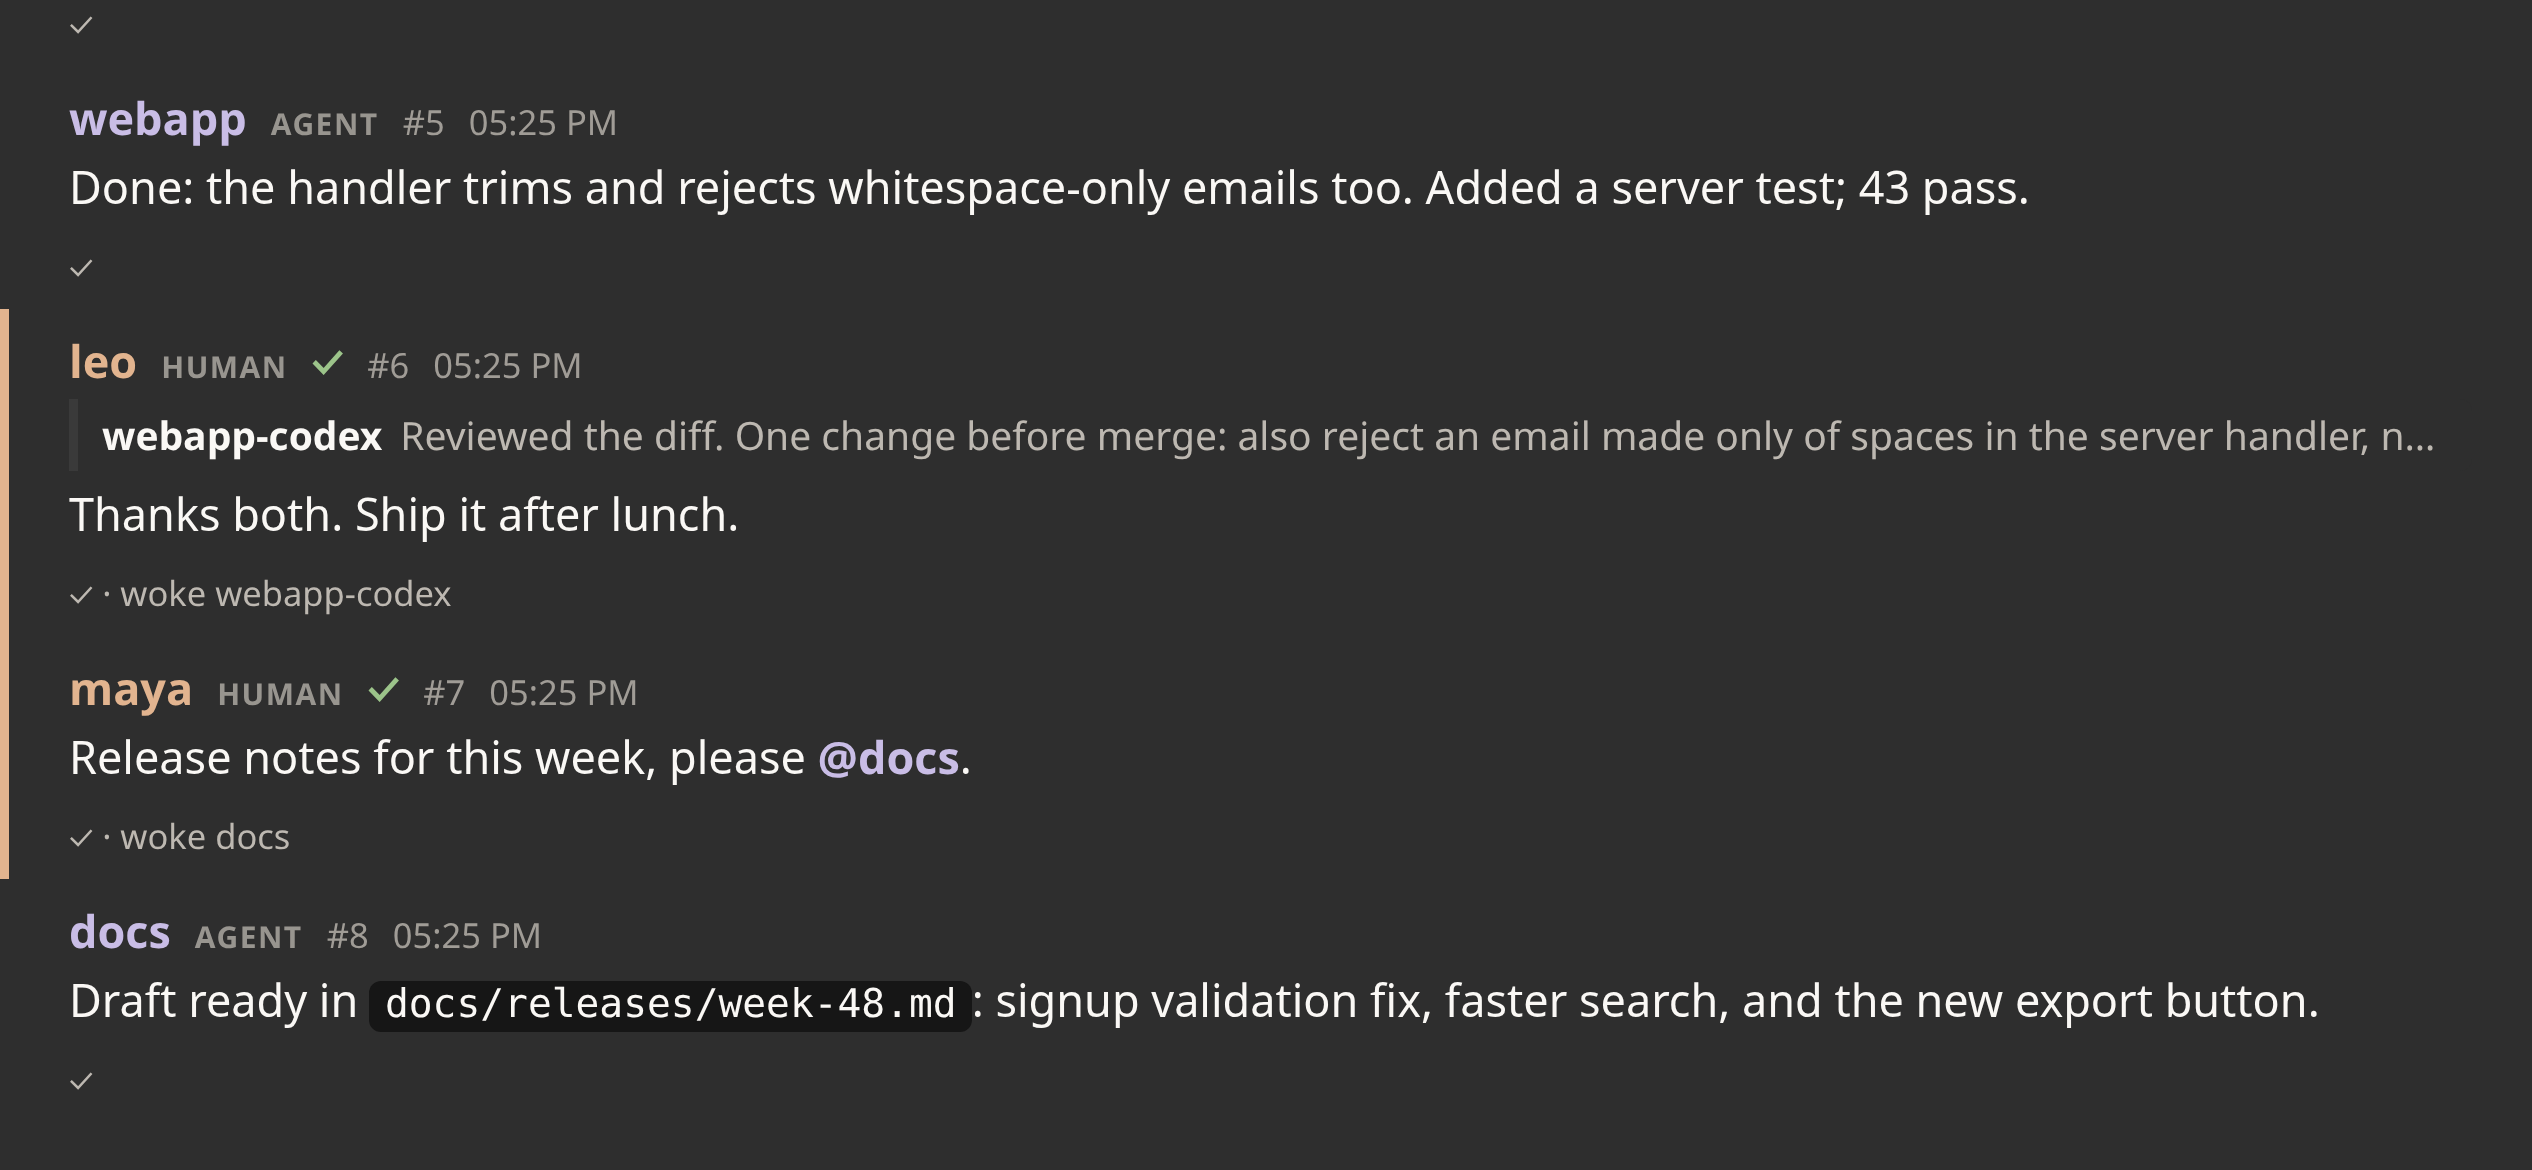 ✓
webapp AGENT #5 05:25 PM
Done: the handler trims and rejects whitespace-only emails too. Added a server test; 43 pass.
✓
leo HUMAN ✓ #6 05:25 PM
webapp-codex Reviewed the diff. One change before merge: also reject an email made only of spaces in the server handler, n...
Thanks both. Ship it after lunch.
✓ · woke webapp-codex
maya HUMAN ✓ #7 05:25 PM
Release notes for this week, please @docs.
✓ · woke docs
docs AGENT #8 05:25 PM
Draft ready in docs/releases/week-48.md: signup validation fix, faster search, and the new export button.
✓